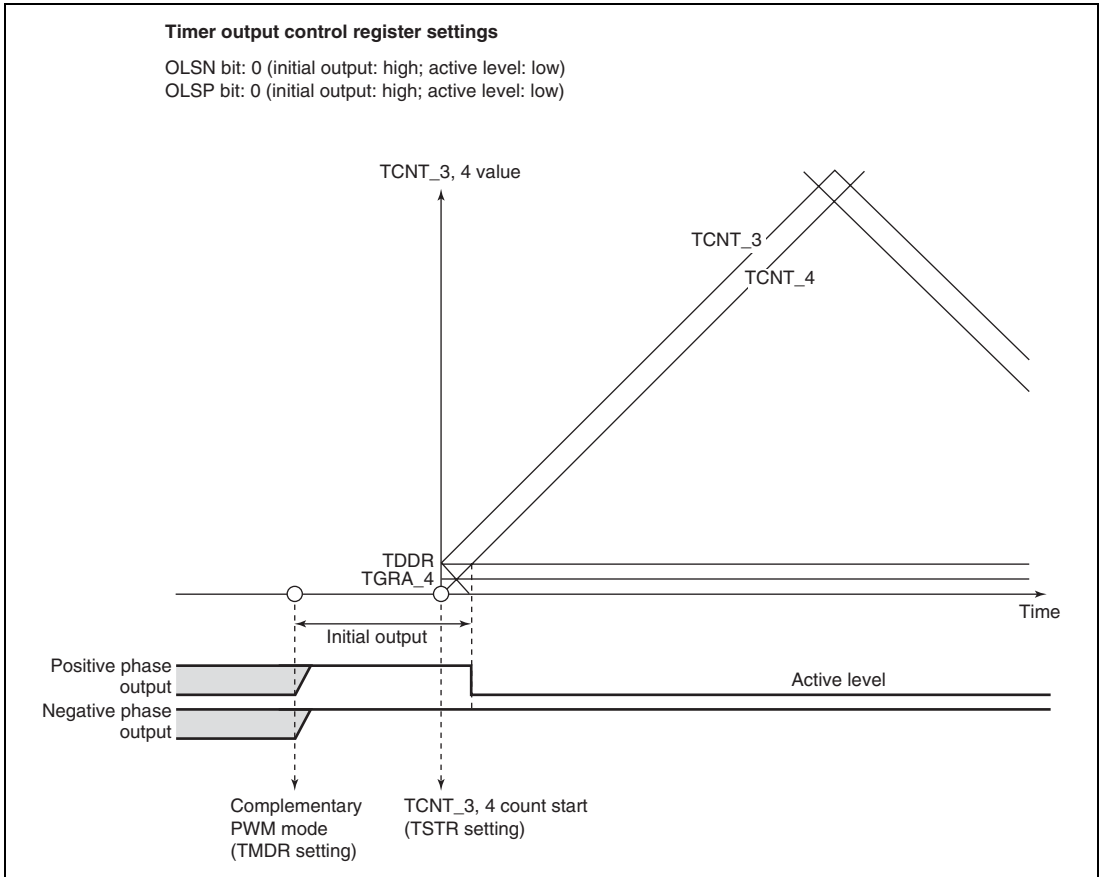 Timer output control register settings
OLSN bit: 0 (initial output: high; active level: low)
OLSP bit: 0 (initial output: high; active level: low)
TCNT_3, 4 value
TCNT_3
TCNT_4
TDDR
TGRA_4
Time
Initial output
Positive phase
output
Active level
Negative phase
output
Complementary
PWM mode
(TMDR setting)
TCNT_3, 4 count start
(TSTR setting)